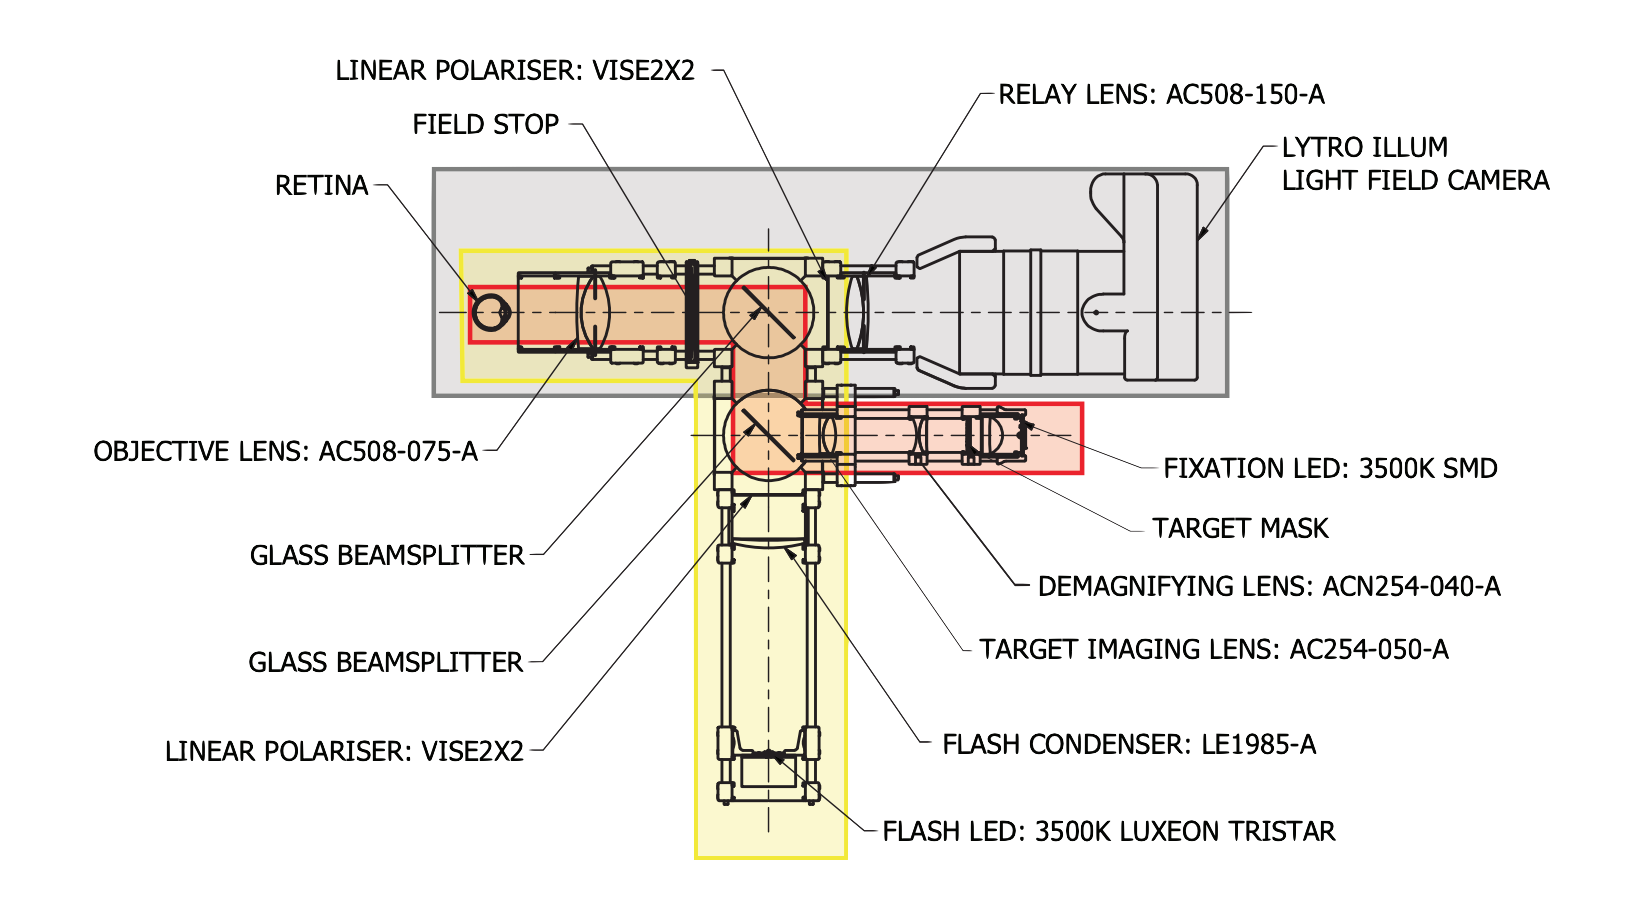 LINEAR POLARISER: VISE2X2
RELAY LENS: AC508-150-A
FIELD STOP
LYTRO ILLUM
LIGHT FIELD CAMERA
RETINA
OBJECTIVE LENS: AC508-075-A
FIXATION LED: 3500K SMD
TARGET MASK
GLASS BEAMSPLITTER
DEMAGNIFYING LENS: ACN254-040-A
TARGET IMAGING LENS: AC254-050-A
GLASS BEAMSPLITTER
FLASH CONDENSER: LE1985-A
LINEAR POLARISER: VISE2X2
FLASH LED: 3500K LUXEON TRISTAR